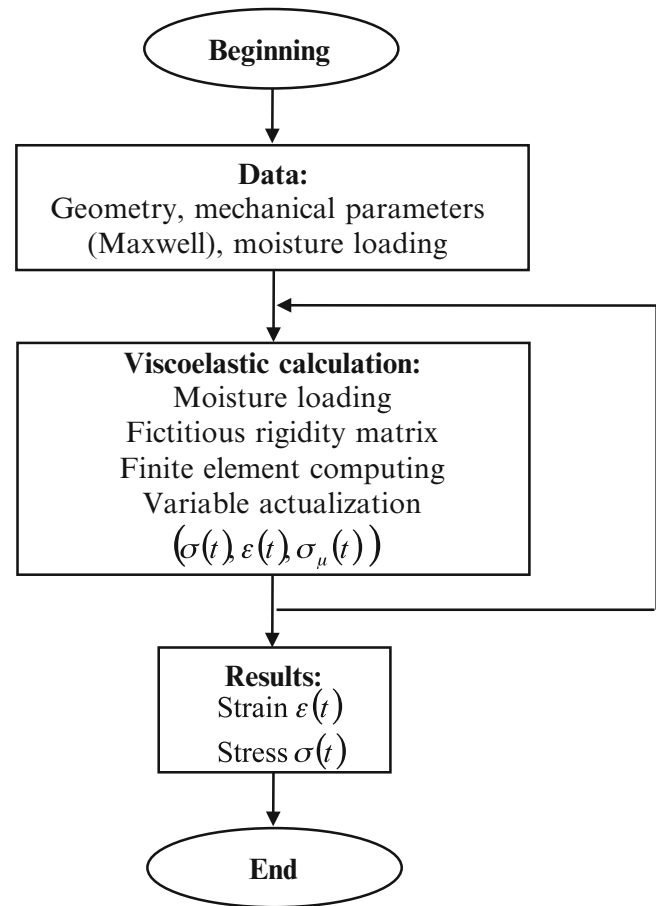 Beginning
Data:
Geometry, mechanical parameters
(Maxwell), moisture loading
Viscoelastic calculation:
Moisture loading
Fictitious rigidity matrix
Finite element computing
Variable actualization
(σ(t), ε(t), σ_μ(t))
Results:
Strain ε(t)
Stress σ(t)
End